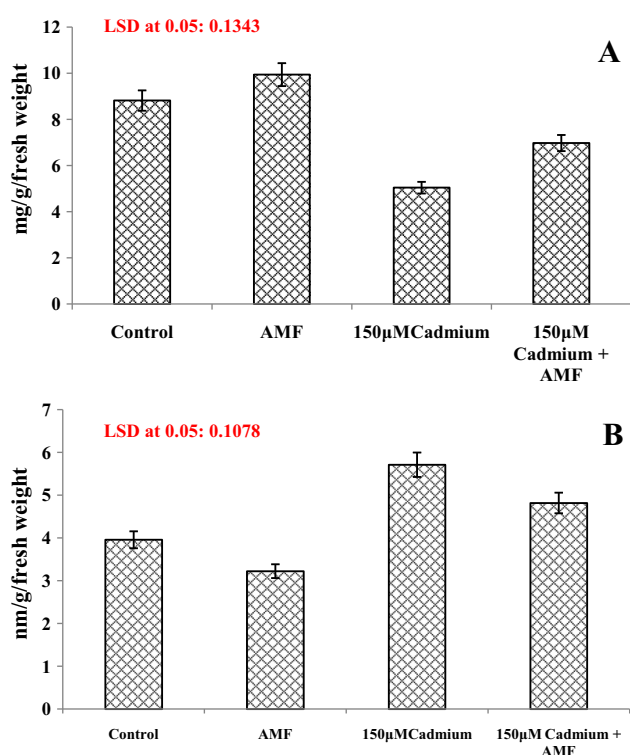 LSD at 0.05: 0.1343
A
mg/g/fresh weight
12
10
8
6
4
2
0
Control AMF 150µMCadmium 150µM
Cadmium +
AMF
LSD at 0.05: 0.1078
B
nm/g/fresh weight
7
6
5
4
3
2
1
0
Control AMF 150µMCadmium 150µM Cadmium +
AMF